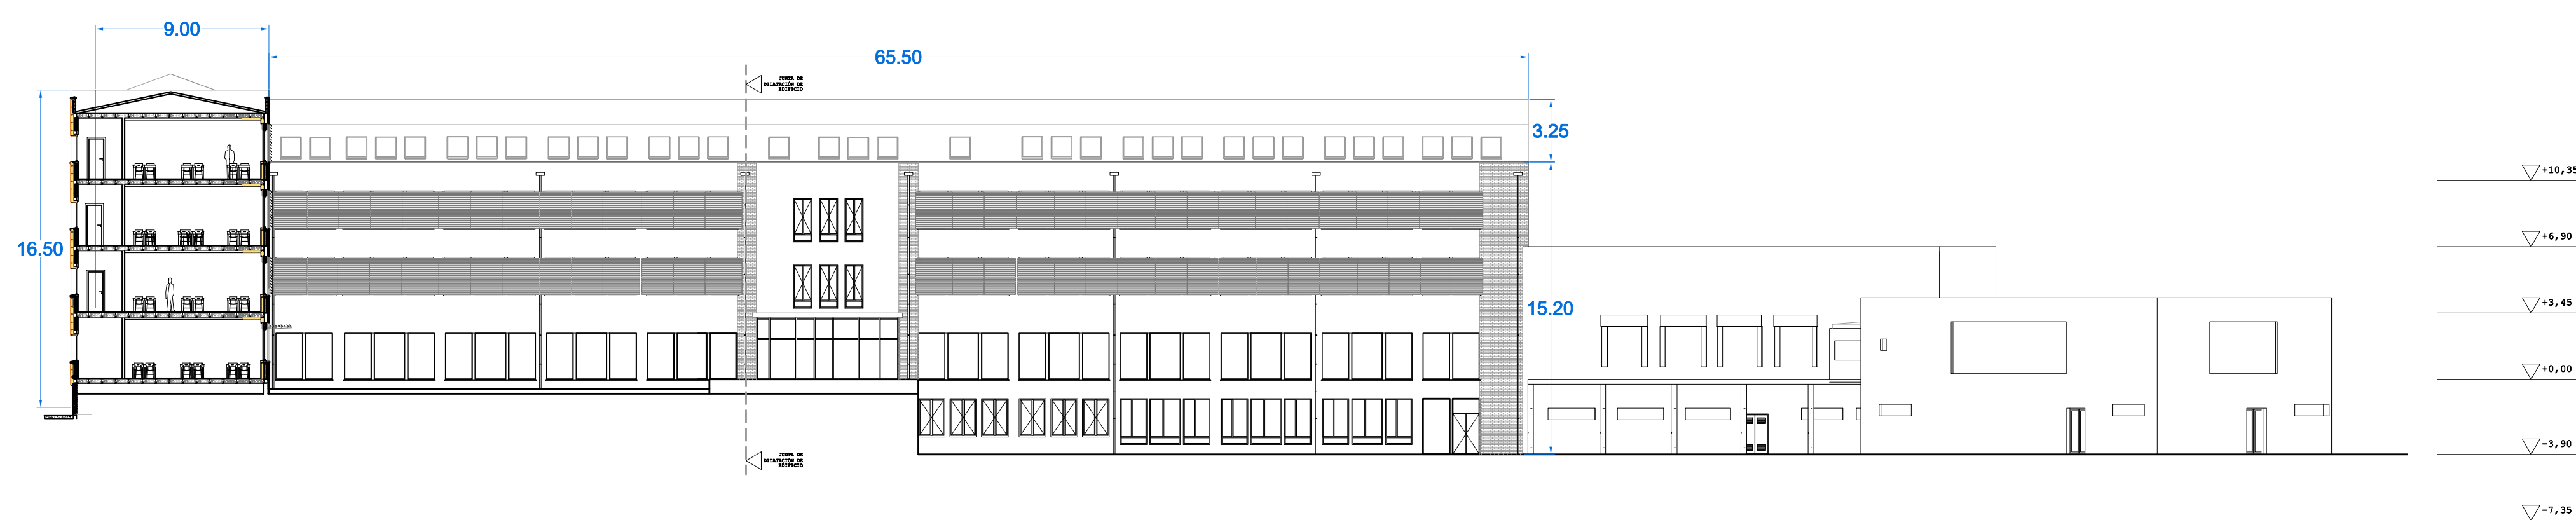 9.00
65.50
JUNTA DE
DILATACIÓN DE
EDIFICIO
3.25
+10,35
+6,90
16.50
+3,45
15.20
+0,00
-3,90
JUNTA DE
DILATACIÓN DE
EDIFICIO
-7,35